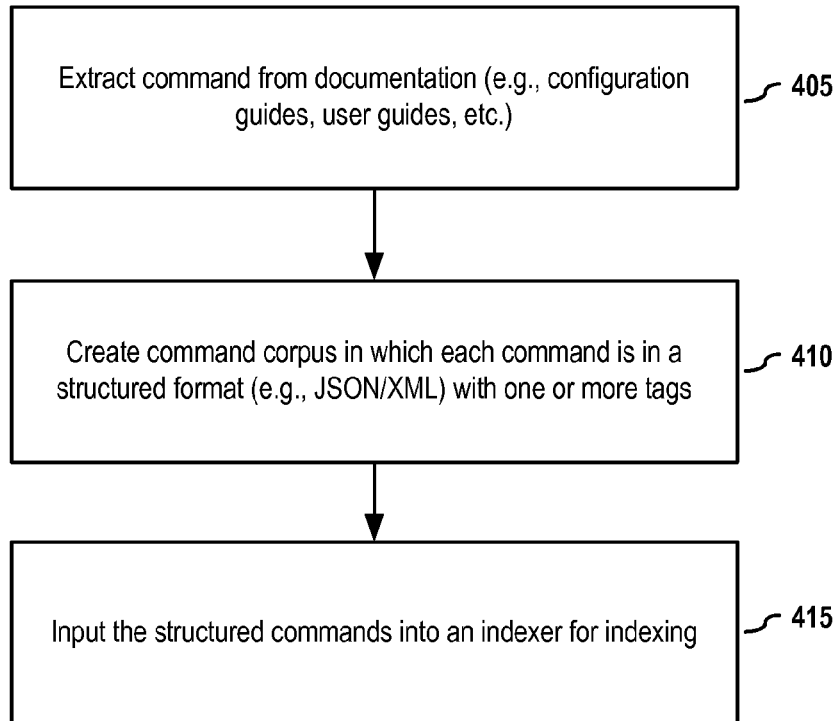 Extract command from documentation (e.g., configuration
guides, user guides, etc.)
405
Create command corpus in which each command is in a
structured format (e.g., JSON/XML) with one or more tags
410
Input the structured commands into an indexer for indexing
415